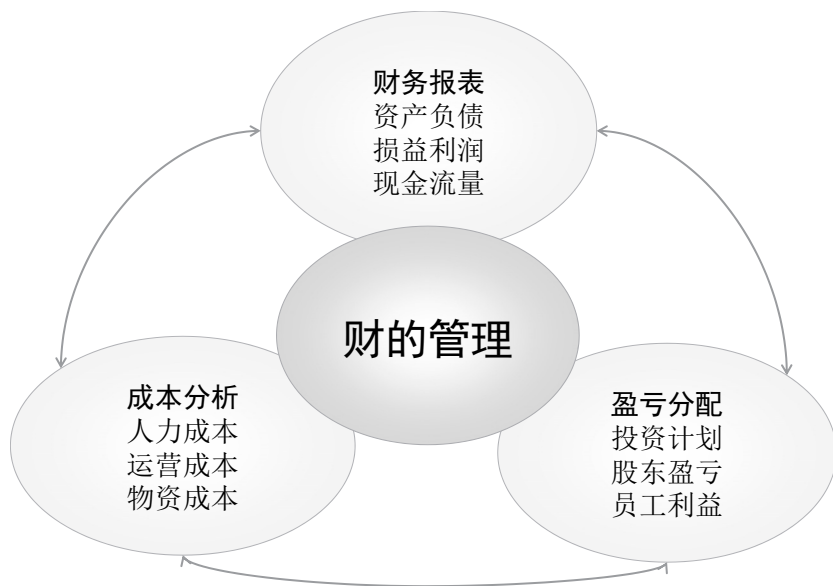 财务报表
资产负债
损益利润
现金流量
财的管理
成本分析
人力成本
运营成本
物资成本
盈亏分配
投资计划
股东盈亏
员工利益